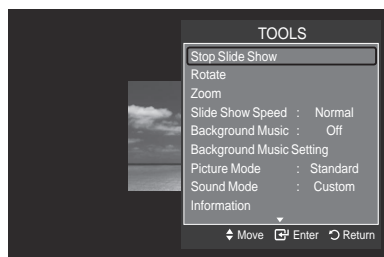 TOOLS
Stop Slide Show
Rotate
Zoom
Slide Show Speed : Normal
Background Music : Off
Background Music Setting
Picture Mode : Standard
Sound Mode : Custom
Information
Move Enter Return